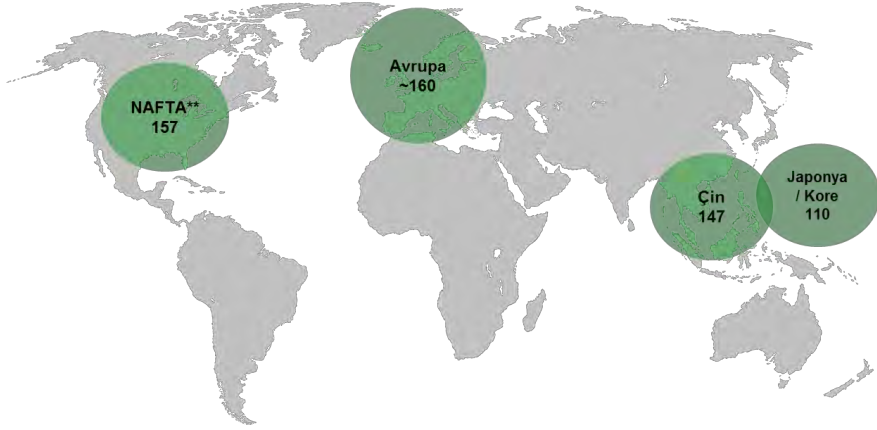 NAFTA**
157
Avrupa
~160
Çin
147
Japonya
/ Kore
110